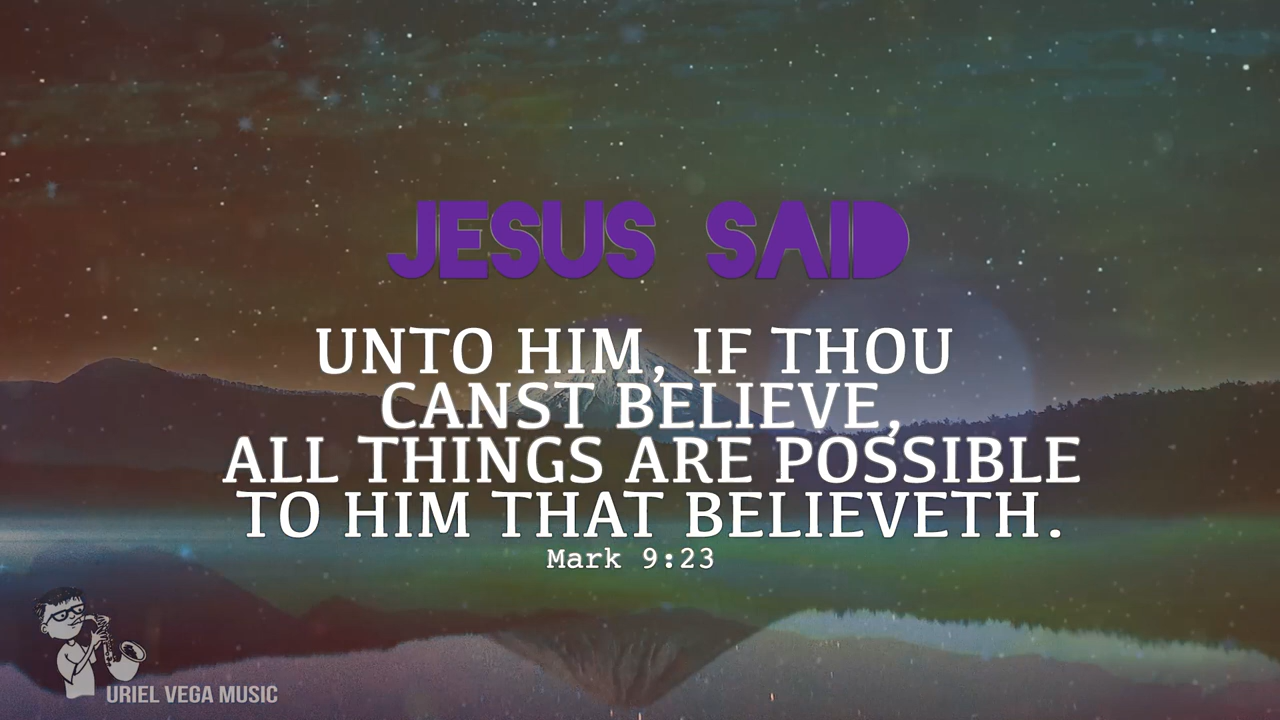 JESUS SAID
UNTO HIM, IF THOU
CANST BELIEVE,
ALL THINGS ARE POSSIBLE
TO HIM THAT BELIEVETH.
Mark 9:23
URIEL VEGA MUSIC